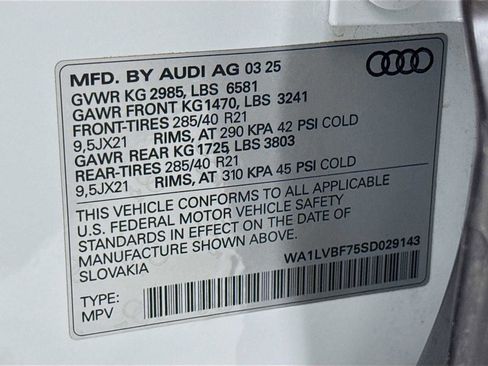 MFD. BY AUDI AG 03 25
GVWR KG 2985, LBS 6581
GAWR FRONT KG1470, LBS 3241
FRONT-TIRES 285/40 R21
9,5JX21 RIMS, AT 290 KPA 42 PSI COLD
GAWR REAR KG1725, LBS 3803
REAR-TIRES 285/40 R21
9,5JX21 RIMS, AT 310 KPA 45 PSI COLD
THIS VEHICLE CONFORMS TO ALL APPLICABLE
U.S. FEDERAL MOTOR VEHICLE SAFETY
STANDARDS IN EFFECT ON THE DATE OF
MANUFACTURE SHOWN ABOVE.
SLOVAKIA
WA1LVBF75SD029143
TYPE:
MPV